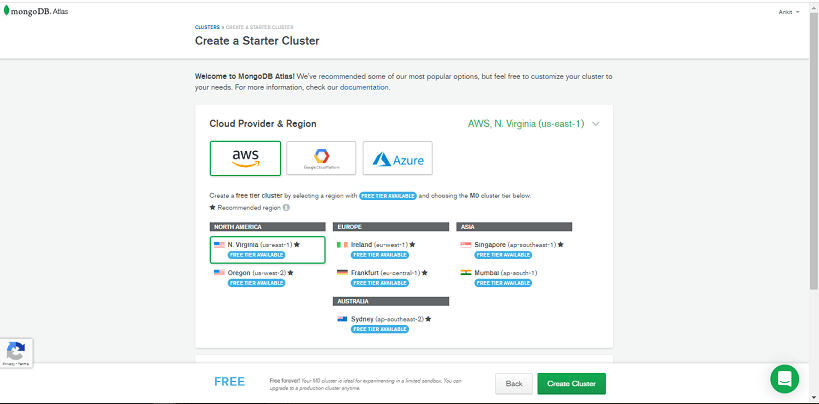 mongoDB. Atlas
Ankit
CLUSTERS > CREATE A STARTER CLUSTER
Create a Starter Cluster
Welcome to MongoDB Atlas! We've recommended some of our most popular options, but feel free to customize your cluster to
your needs. For more information, check our documentation.
Cloud Provider & Region
AWS, N. Virginia (us-east-1)
aws
Google Cloud Platform
Azure
Create a free tier cluster by selecting a region with FREE TIER AVAILABLE and choosing the M0 cluster tier below.
★ Recommended region
NORTH AMERICA
N. Virginia (us-east-1) ★
FREE TIER AVAILABLE
Oregon (us-west-2) ★
FREE TIER AVAILABLE
EUROPE
Ireland (eu-west-1) ★
FREE TIER AVAILABLE
Frankfurt (eu-central-1) ★
FREE TIER AVAILABLE
AUSTRALIA
Sydney (ap-southeast-2) ★
FREE TIER AVAILABLE
ASIA
Singapore (ap-southeast-1) ★
FREE TIER AVAILABLE
Mumbai (ap-south-1)
FREE TIER AVAILABLE
Privacy - Terms
FREE
Free forever! Your M0 cluster is ideal for experimenting in a limited sandbox. You can
upgrade to a production cluster anytime.
Back
Create Cluster